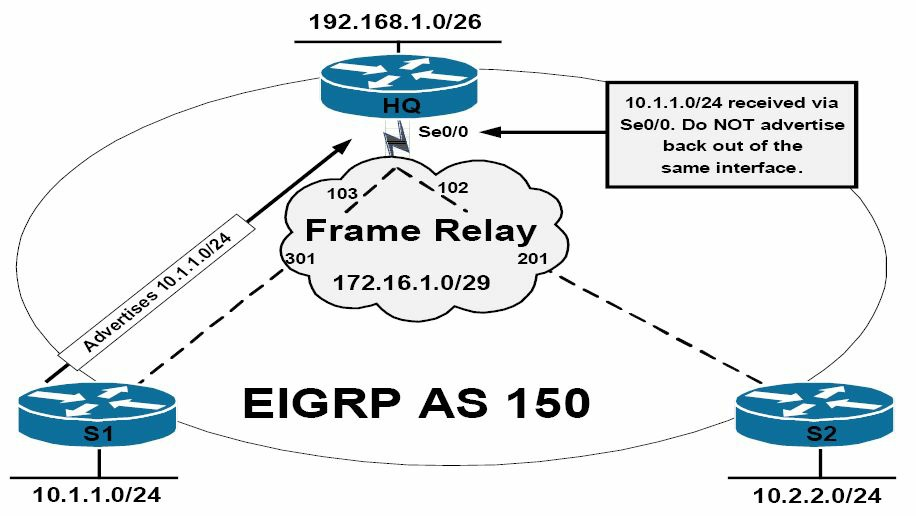 192.168.1.0/26
HQ
Se0/0
10.1.1.0/24 received via
Se0/0. Do NOT advertise
back out of the
same interface.
103
102
Frame Relay
301
201
172.16.1.0/29
Advertises 10.1.1.0/24
EIGRP AS 150
S1
S2
10.1.1.0/24
10.2.2.0/24